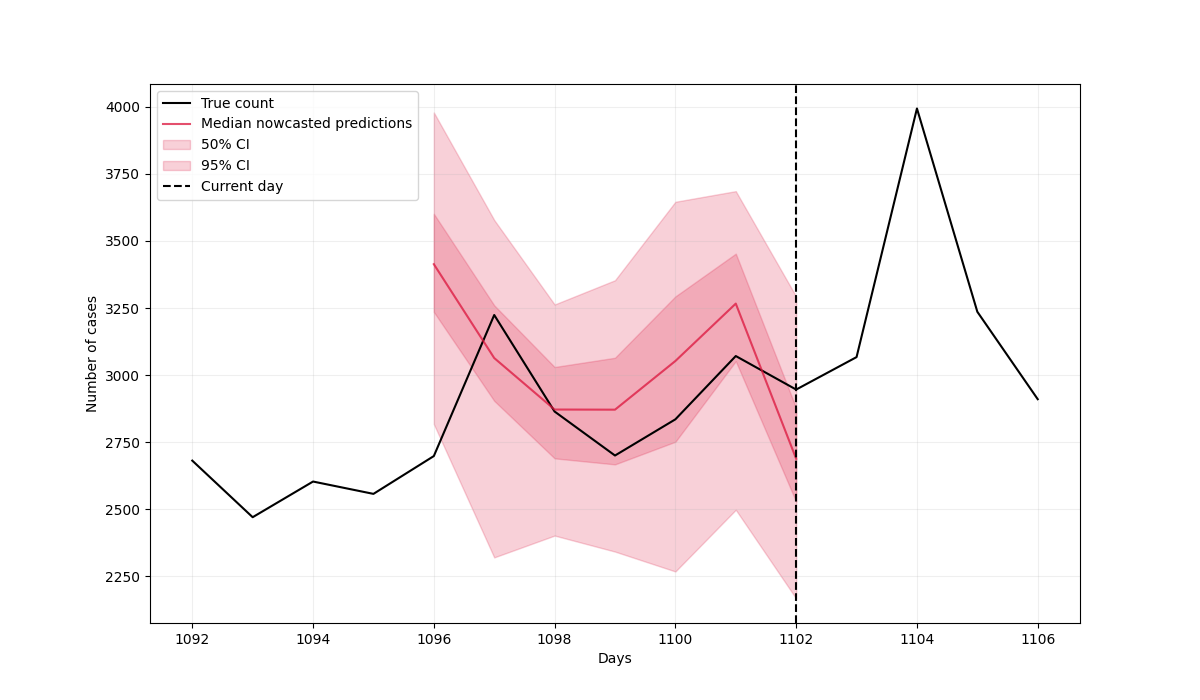 True count
Median nowcasted predictions
50% CI
95% CI
Current day
4000
3750
3500
3250
3000
2750
2500
2250
Number of cases
1092 1094 1096 1098 1100 1102 1104 1106
Days